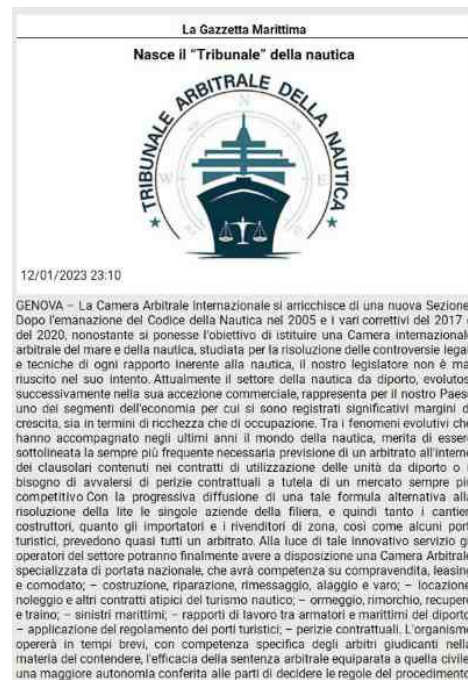 La Gazzetta Marittima
Nasce il “Tribunale” della nautica
TRIBUNALE ARBITRALE DELLA NAUTICA
N
W
E
12/01/2023 23:10
GENOVA – La Camera Arbitrale Internazionale si arricchisce di una nuova Sezione
Dopo l'emanazione del Codice della Nautica nel 2005 e i vari correttivi del 2017 e
del 2020, nonostante si ponesse l'obiettivo di istituire una Camera internazionale
arbitrale del mare e della nautica, studiata per la risoluzione delle controversie legal
e tecniche di ogni rapporto inerente alla nautica, il nostro legislatore non è ma
riuscito nel suo intento. Attualmente il settore della nautica da diporto, evolutos
successivamente nella sua accezione commerciale, rappresenta per il nostro Paese
uno dei segmenti dell'economia per cui si sono registrati significativi margini d
crescita, sia in termini di ricchezza che di occupazione. Tra i fenomeni evolutivi che
hanno accompagnato negli ultimi anni il mondo della nautica, merita di essere
sottolineata la sempre più frequente necessaria previsione di un arbitrato all'interno
dei clausolari contenuti nei contratti di utilizzazione delle unità da diporto o i
bisogno di avvalersi di perizie contrattuali a tutela di un mercato sempre più
competitivo Con la progressiva diffusione di una tale formula alternativa alla
risoluzione della lite le singole aziende della filiera, e quindi tanto i cantieri
costruttori, quanto gli importatori e i rivenditori di zona, così come alcuni porti
turistici, prevedono quasi tutti un arbitrato. Alla luce di tale innovativo servizio gl
operatori del settore potranno finalmente avere a disposizione una Camera Arbitrale
specializzata di portata nazionale, che avrà competenza su compravendita, leasing
e comodato; – costruzione, riparazione, rimessaggio, alaggio e varo; – locazione
noleggio e altri contratti atipici del turismo nautico; – ormeggio, rimorchio, recupero
e traino; – sinistri marittimi; – rapporti di lavoro tra armatori e marittimi del diporto
– applicazione del regolamento dei porti turistici; – perizie contrattuali. L'organismo
opererà in tempi brevi, con competenza specifica degli arbitri giudicanti nella
materia del contendere, l'efficacia della sentenza arbitrale equiparata a quella civile
una maggiore autonomia conferita alle parti di decidere le regole del procedimento